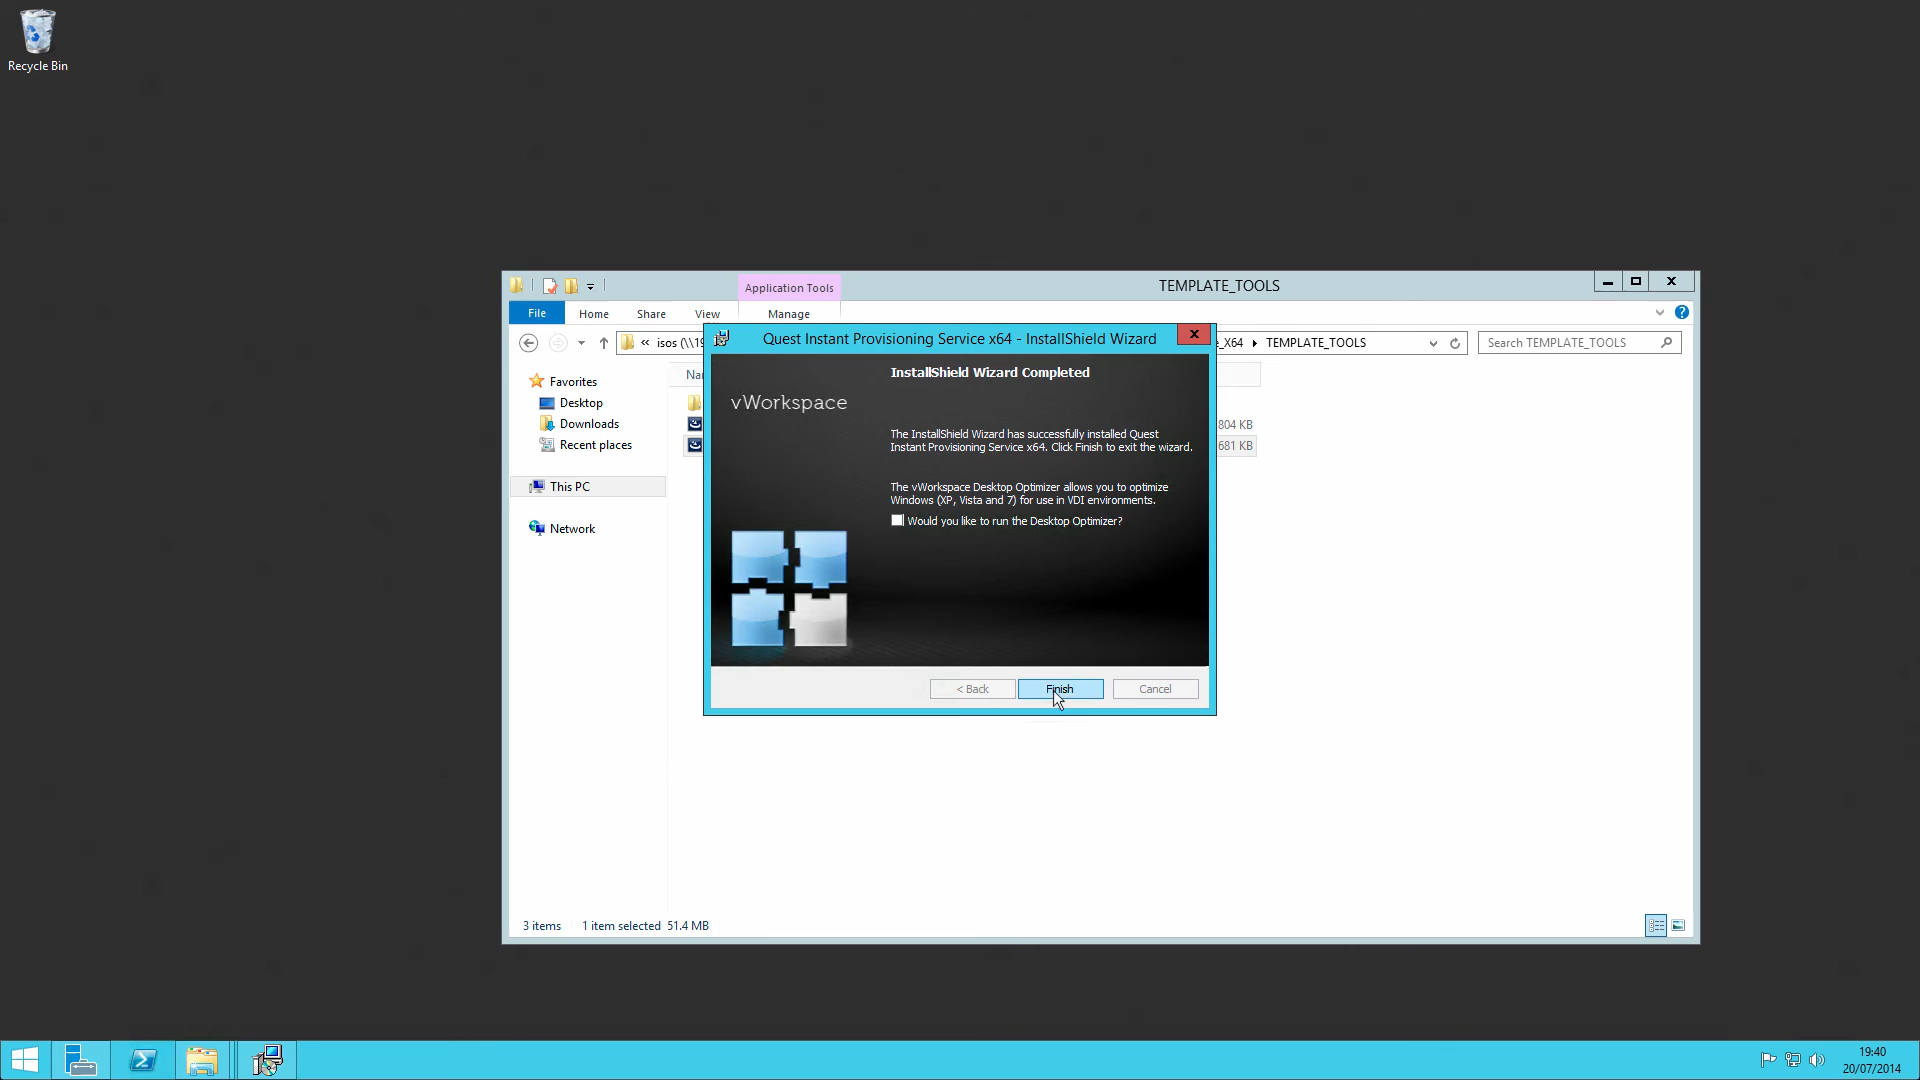 Recycle Bin
Application Tools
TEMPLATE_TOOLS
File
Home
Share
View
Manage
« isos (\\19
Quest Instant Provisioning Service x64 - InstallShield Wizard
_X64
TEMPLATE_TOOLS
Search TEMPLATE_TOOLS
Favorites
Desktop
Downloads
Recent places
This PC
Network
Na
804 KB
681 KB
InstallShield Wizard Completed
vWorkspace
The InstallShield Wizard has successfully installed Quest
Instant Provisioning Service x64. Click Finish to exit the wizard.
The vWorkspace Desktop Optimizer allows you to optimize
Windows (XP, Vista and 7) for use in VDI environments.
Would you like to run the Desktop Optimizer?
< Back
Finish
Cancel
3 items
1 item selected 51.4 MB
19:40
20/07/2014